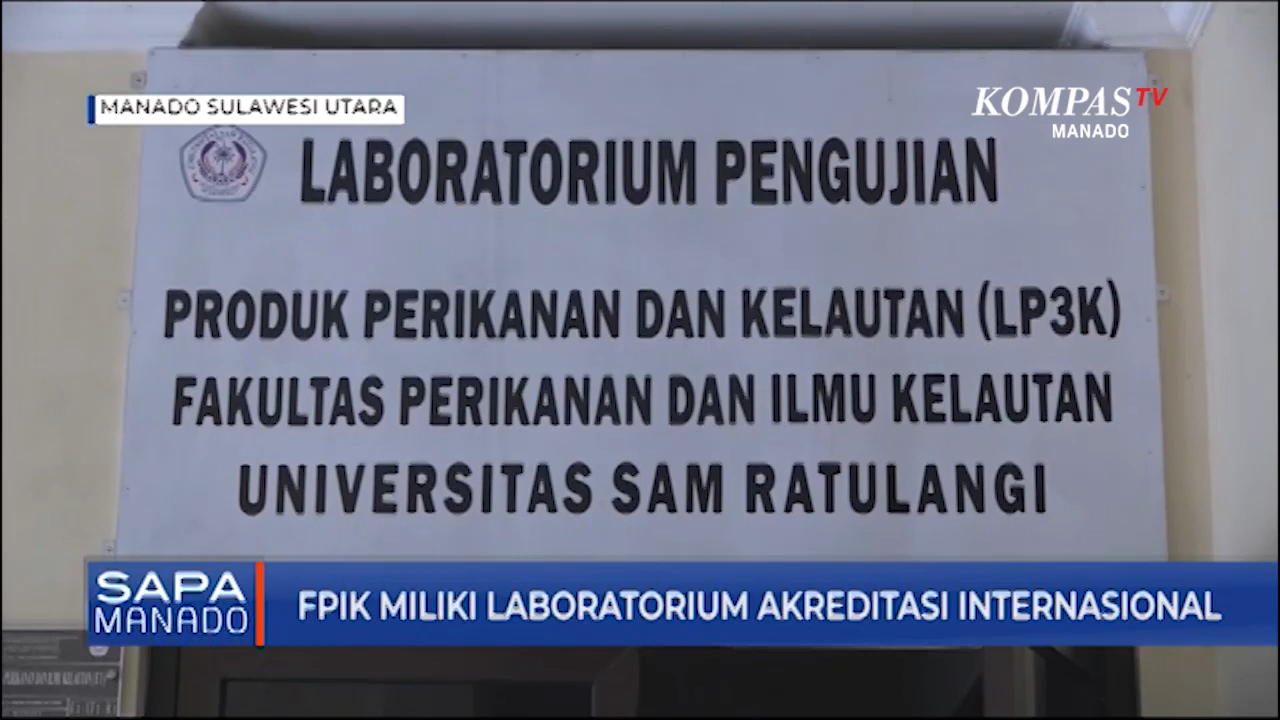 MANADO SULAWESI UTARA
KOMPAS TV
MANADO
LABORATORIUM PENGUJIAN
PRODUK PERIKANAN DAN KELAUTAN (LP3K)
FAKULTAS PERIKANAN DAN ILMU KELAUTAN
UNIVERSITAS SAM RATULANGI
SAPA
MANADO
FPIK MILIKI LABORATORIUM AKREDITASI INTERNASIONAL